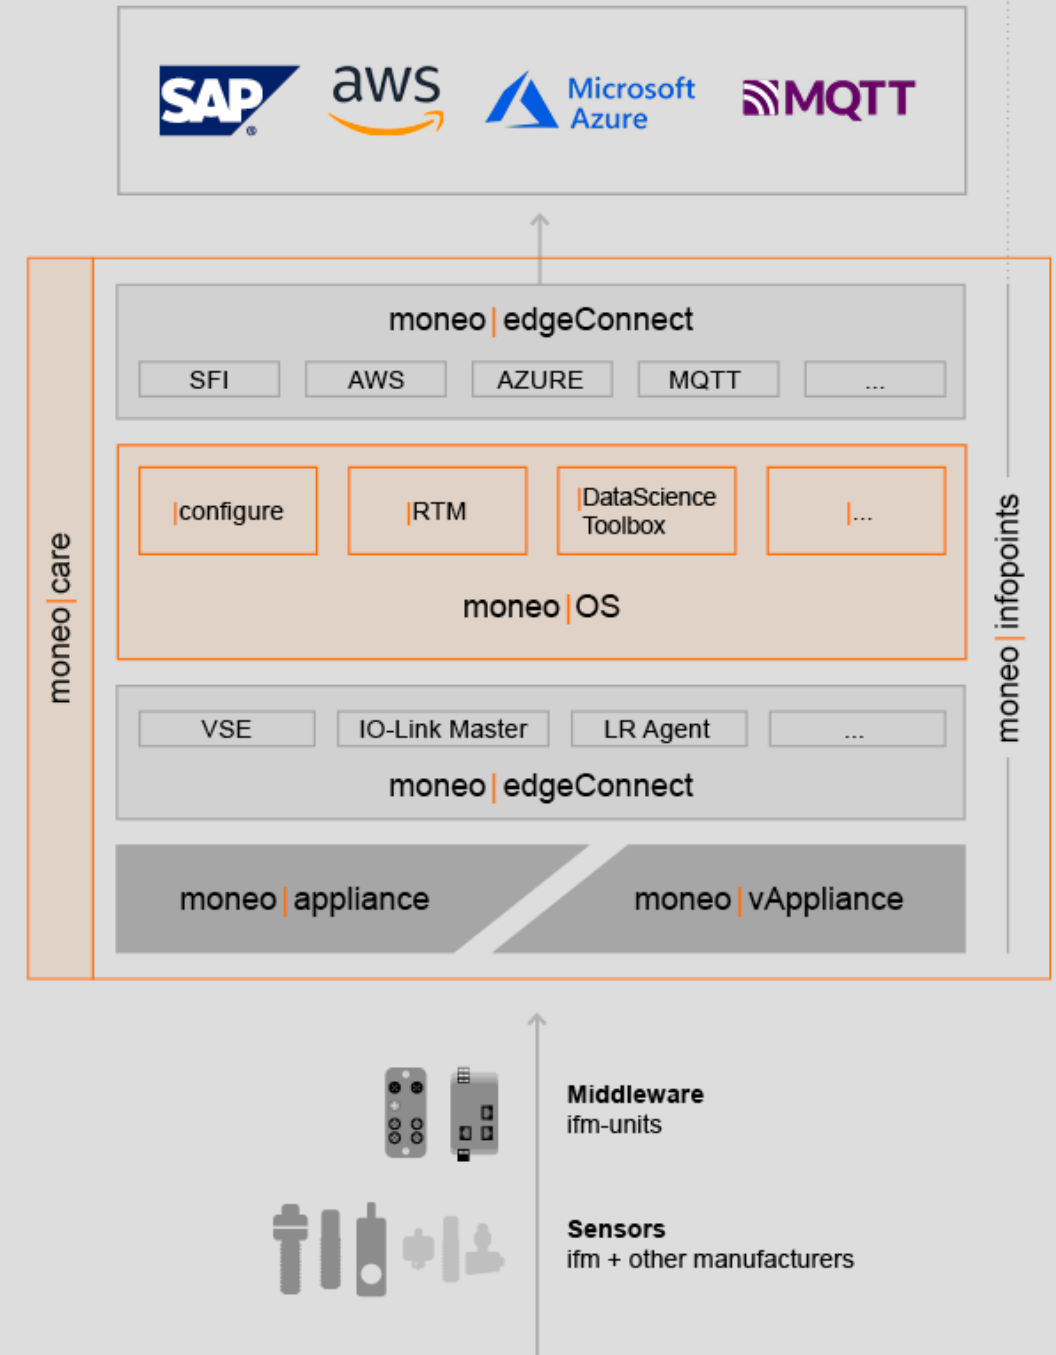 SAP®
aws
Microsoft
Azure
MQTT
moneo|edgeConnect
SFI
AWS
AZURE
MQTT
...
|configure
|RTM
|DataScience
Toolbox
|...
moneo|OS
moneo|care
moneo|infopoints
VSE
IO-Link Master
LR Agent
...
moneo|edgeConnect
moneo|appliance
moneo|vAppliance
Middleware
ifm-units
Sensors
ifm + other manufacturers